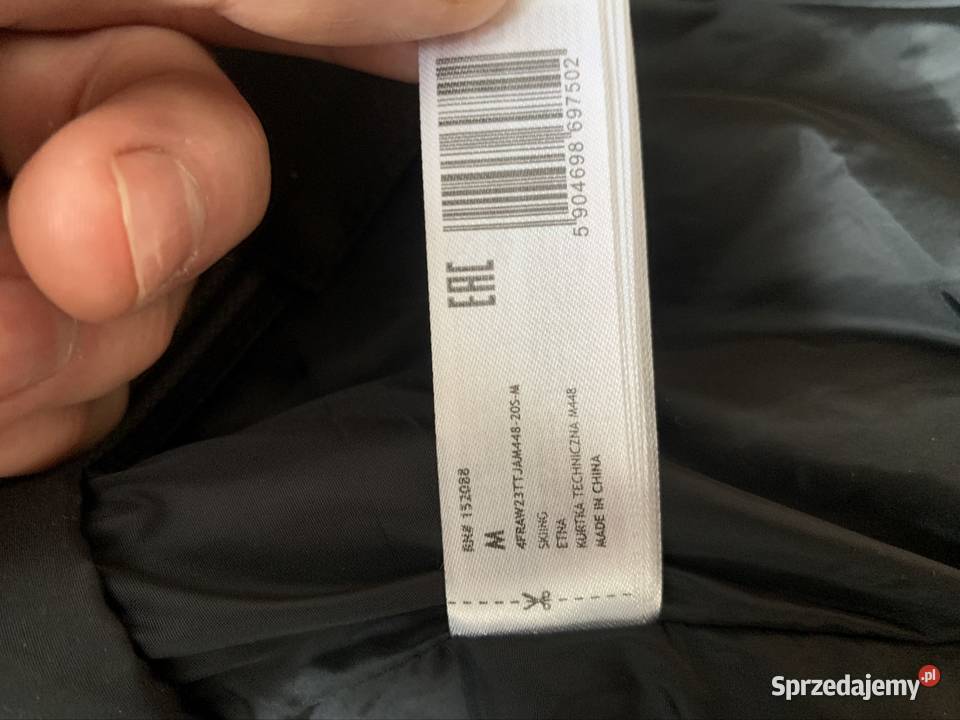 RN# 152088
M
4FRAW23TTJAM448-20S-M
SKIING
ETNA
KURTKA TECHNICZNA M448
MADE IN CHINA
EAC
5 904698 697502
Sprzedajemy.pl